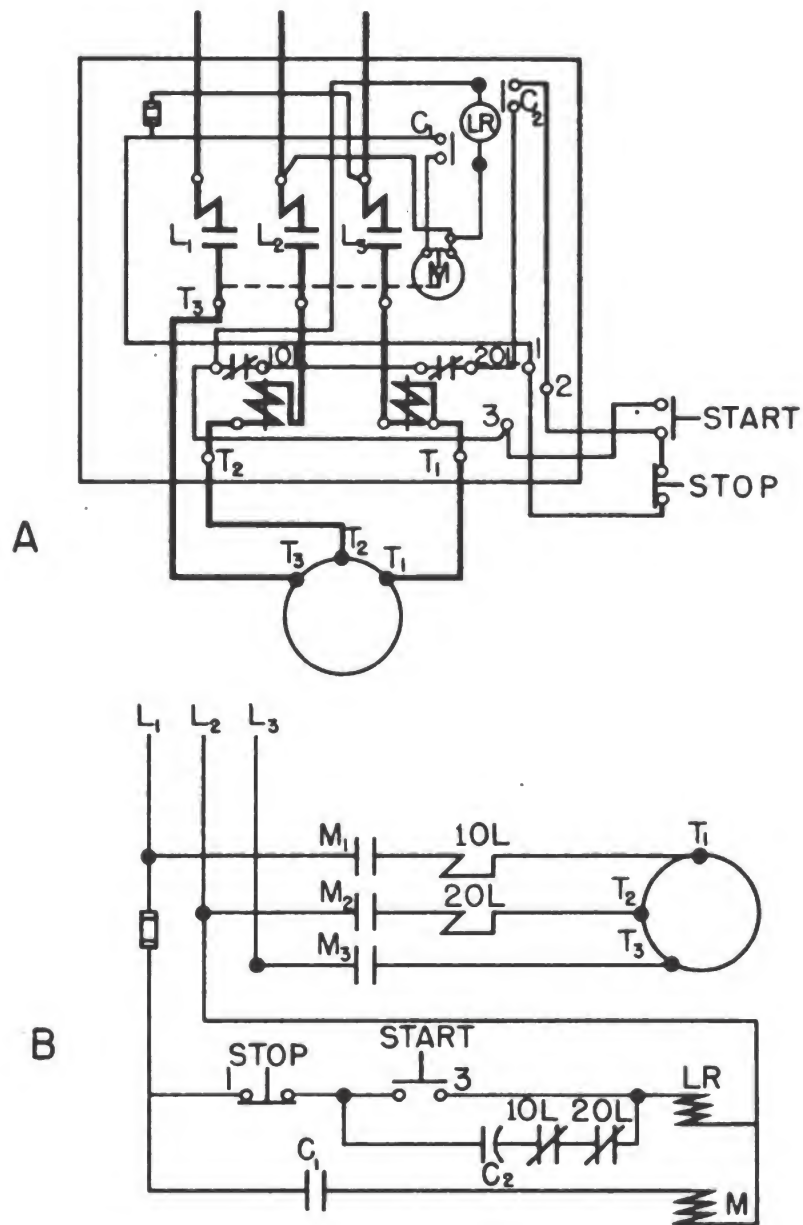 C₁
LR
C₂
L₁ L₂ L₃
M
T₃
1OL 2OL 1
2
3
START
T₂ T₁
STOP
A
T₂
T₃ T₁
L₁ L₂ L₃
M₁ 1OL T₁
M₂ 2OL T₂
M₃ T₃
B
START
1 STOP 3 LR
1OL 2OL
C₁ C₂
M